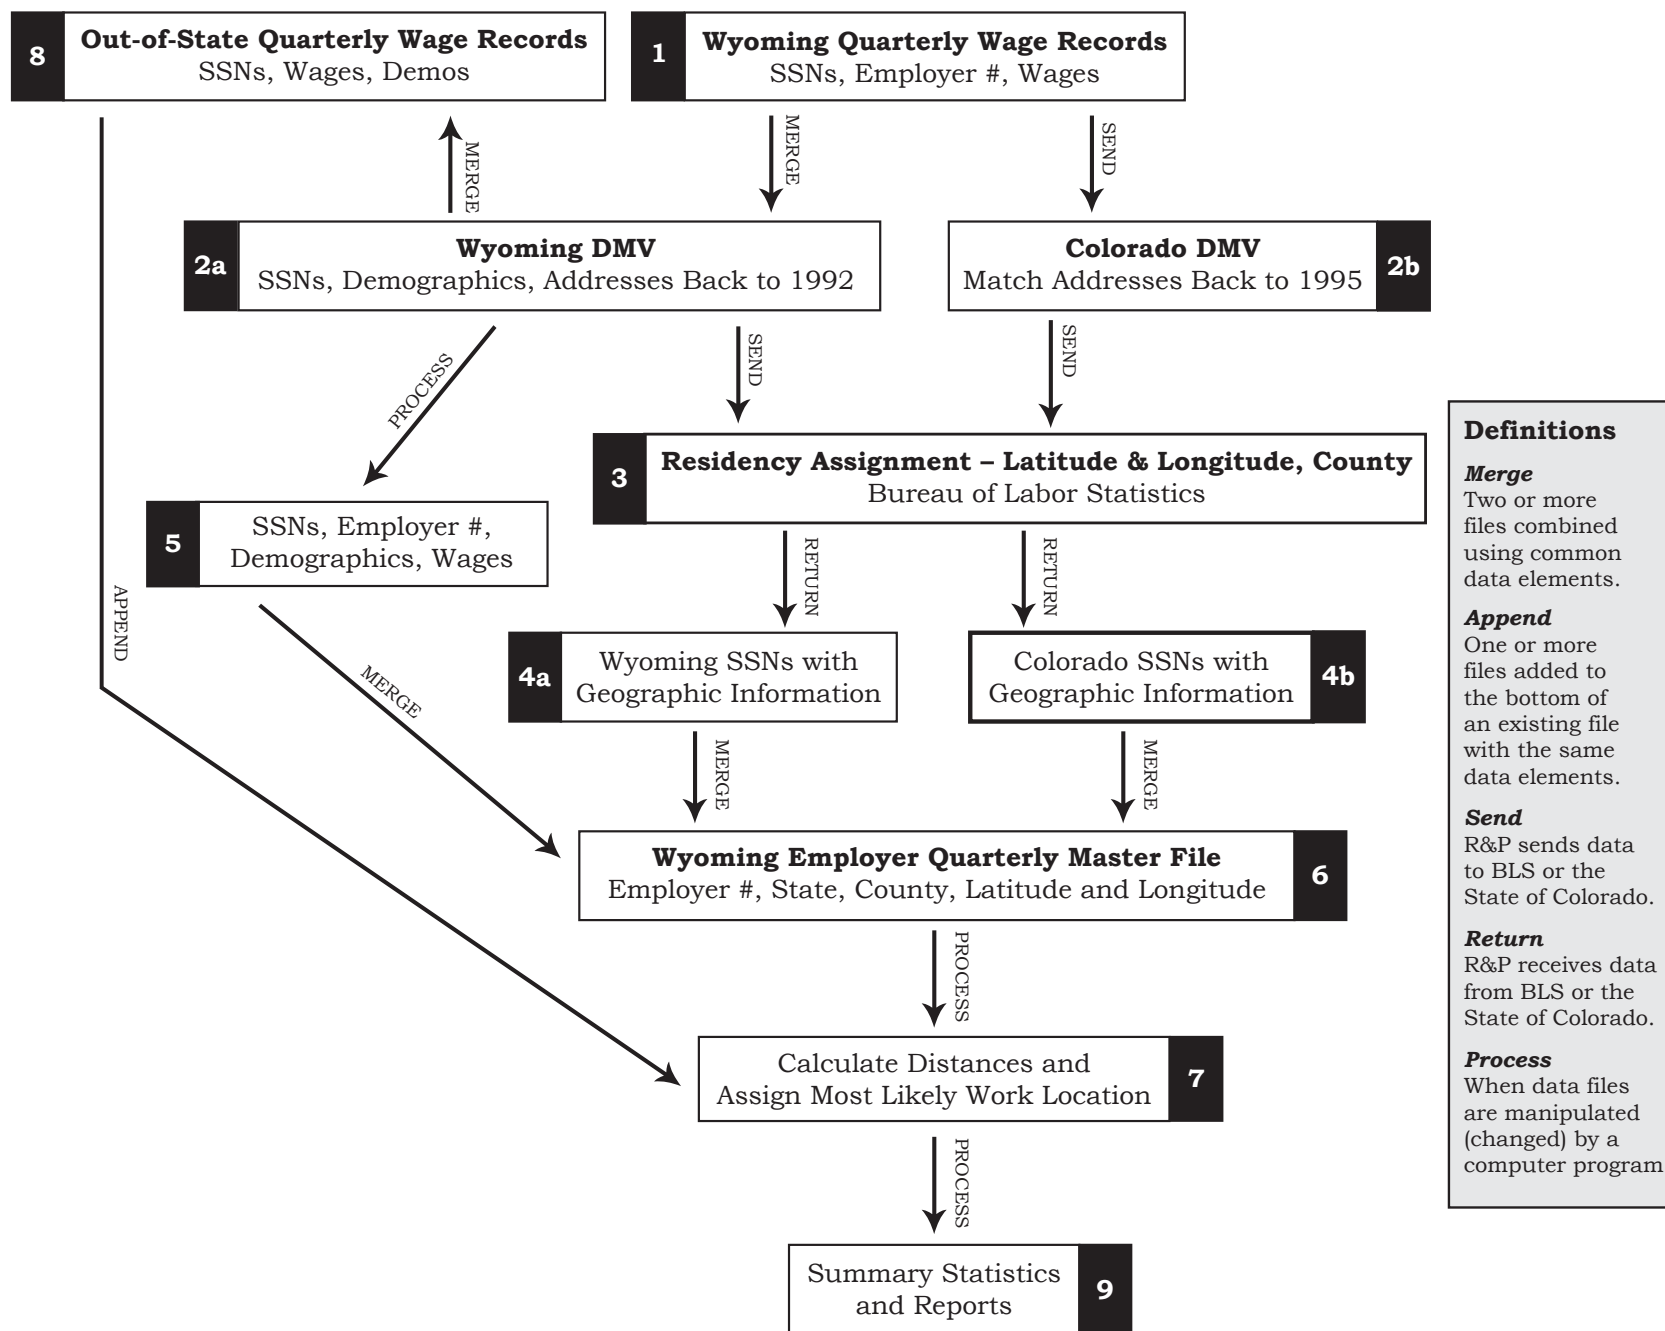 8
Out-of-State Quarterly Wage Records
SSNs, Wages, Demos
1
Wyoming Quarterly Wage Records
SSNs, Employer #, Wages
MERGE
MERGE
SEND
2a
Wyoming DMV
SSNs, Demographics, Addresses Back to 1992
Colorado DMV
Match Addresses Back to 1995
2b
PROCESS
SEND
SEND
3
Residency Assignment – Latitude & Longitude, County
Bureau of Labor Statistics
5
SSNs, Employer #,
Demographics, Wages
RETURN
RETURN
APPEND
4a
Wyoming SSNs with
Geographic Information
Colorado SSNs with
Geographic Information
4b
MERGE
MERGE
MERGE
Wyoming Employer Quarterly Master File
Employer #, State, County, Latitude and Longitude
6
PROCESS
Calculate Distances and
Assign Most Likely Work Location
7
PROCESS
Summary Statistics
and Reports
9
Definitions
Merge
Two or more
files combined
using common
data elements.
Append
One or more
files added to
the bottom of
an existing file
with the same
data elements.
Send
R&P sends data
to BLS or the
State of Colorado.
Return
R&P receives data
from BLS or the
State of Colorado.
Process
When data files
are manipulated
(changed) by a
computer program